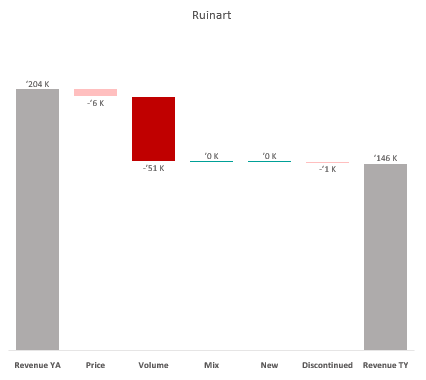 Ruinart
‘204 K
-‘6 K
-‘51 K
‘0 K
‘0 K
-‘1 K
‘146 K
Revenue YA Price Volume Mix New Discontinued Revenue TY